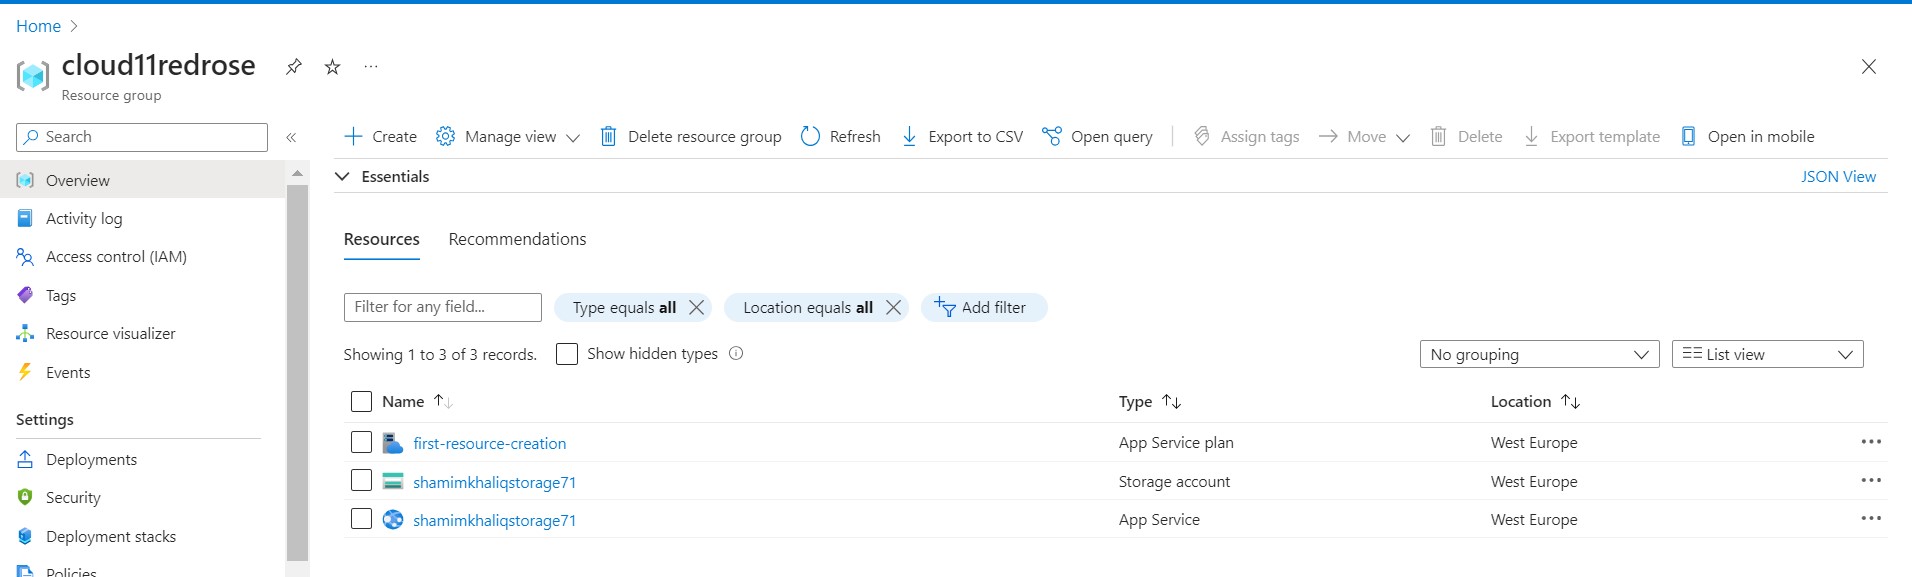 Home
cloud11redrose
Resource group
Search
Create Manage view Delete resource group Refresh Export to CSV Open query Assign tags Move Delete Export template Open in mobile
Overview
Activity log
Access control (IAM)
Tags
Resource visualizer
Events
Settings
Deployments
Security
Deployment stacks
Policies
Essentials JSON View
Resources Recommendations
Filter for any field... Type equals all Location equals all Add filter
Showing 1 to 3 of 3 records. Show hidden types No grouping List view
Name Type Location
first-resource-creation App Service plan West Europe
shamimkhaliqstorage71 Storage account West Europe
shamimkhaliqstorage71 App Service West Europe